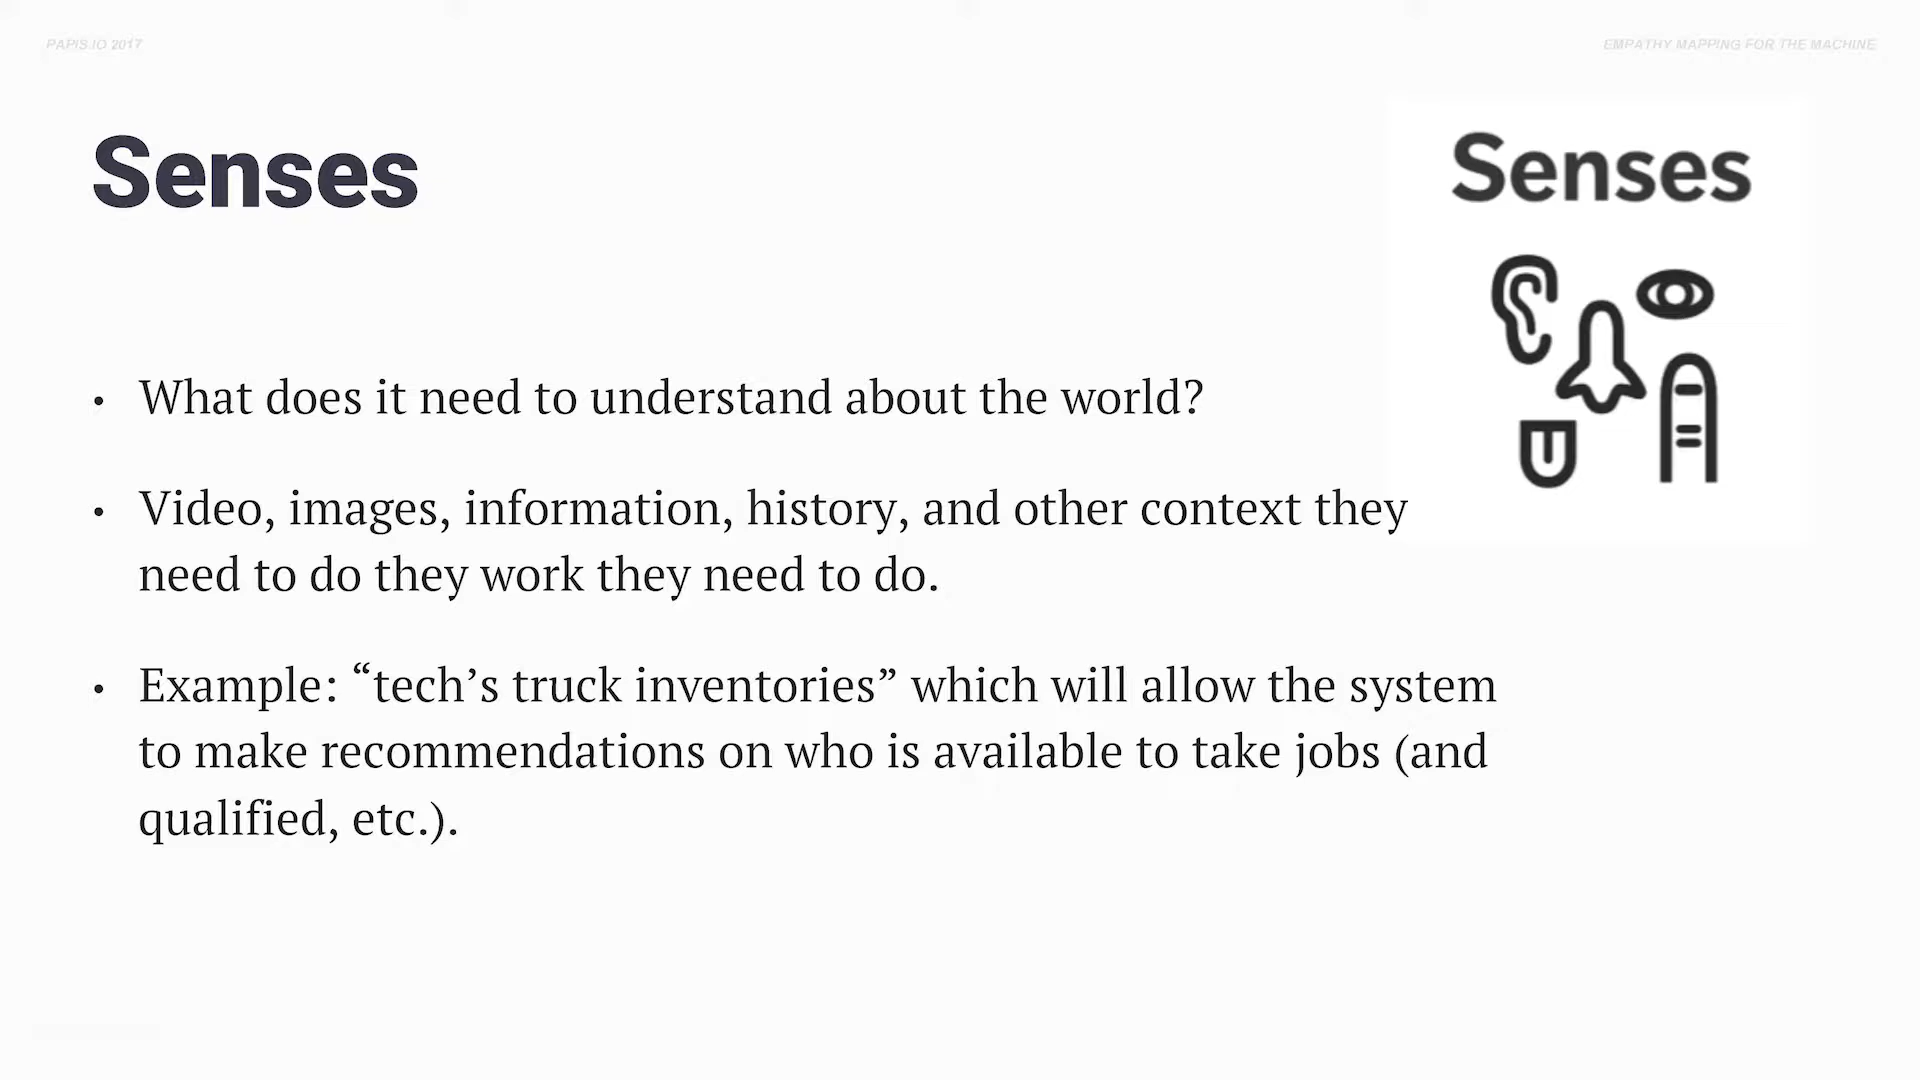 PAPIS.IO 2017
EMPATHY MAPPING FOR THE MACHINE
Senses
Senses
• What does it need to understand about the world?
• Video, images, information, history, and other context they
need to do they work they need to do.
• Example: “tech’s truck inventories” which will allow the system
to make recommendations on who is available to take jobs (and
qualified, etc.).